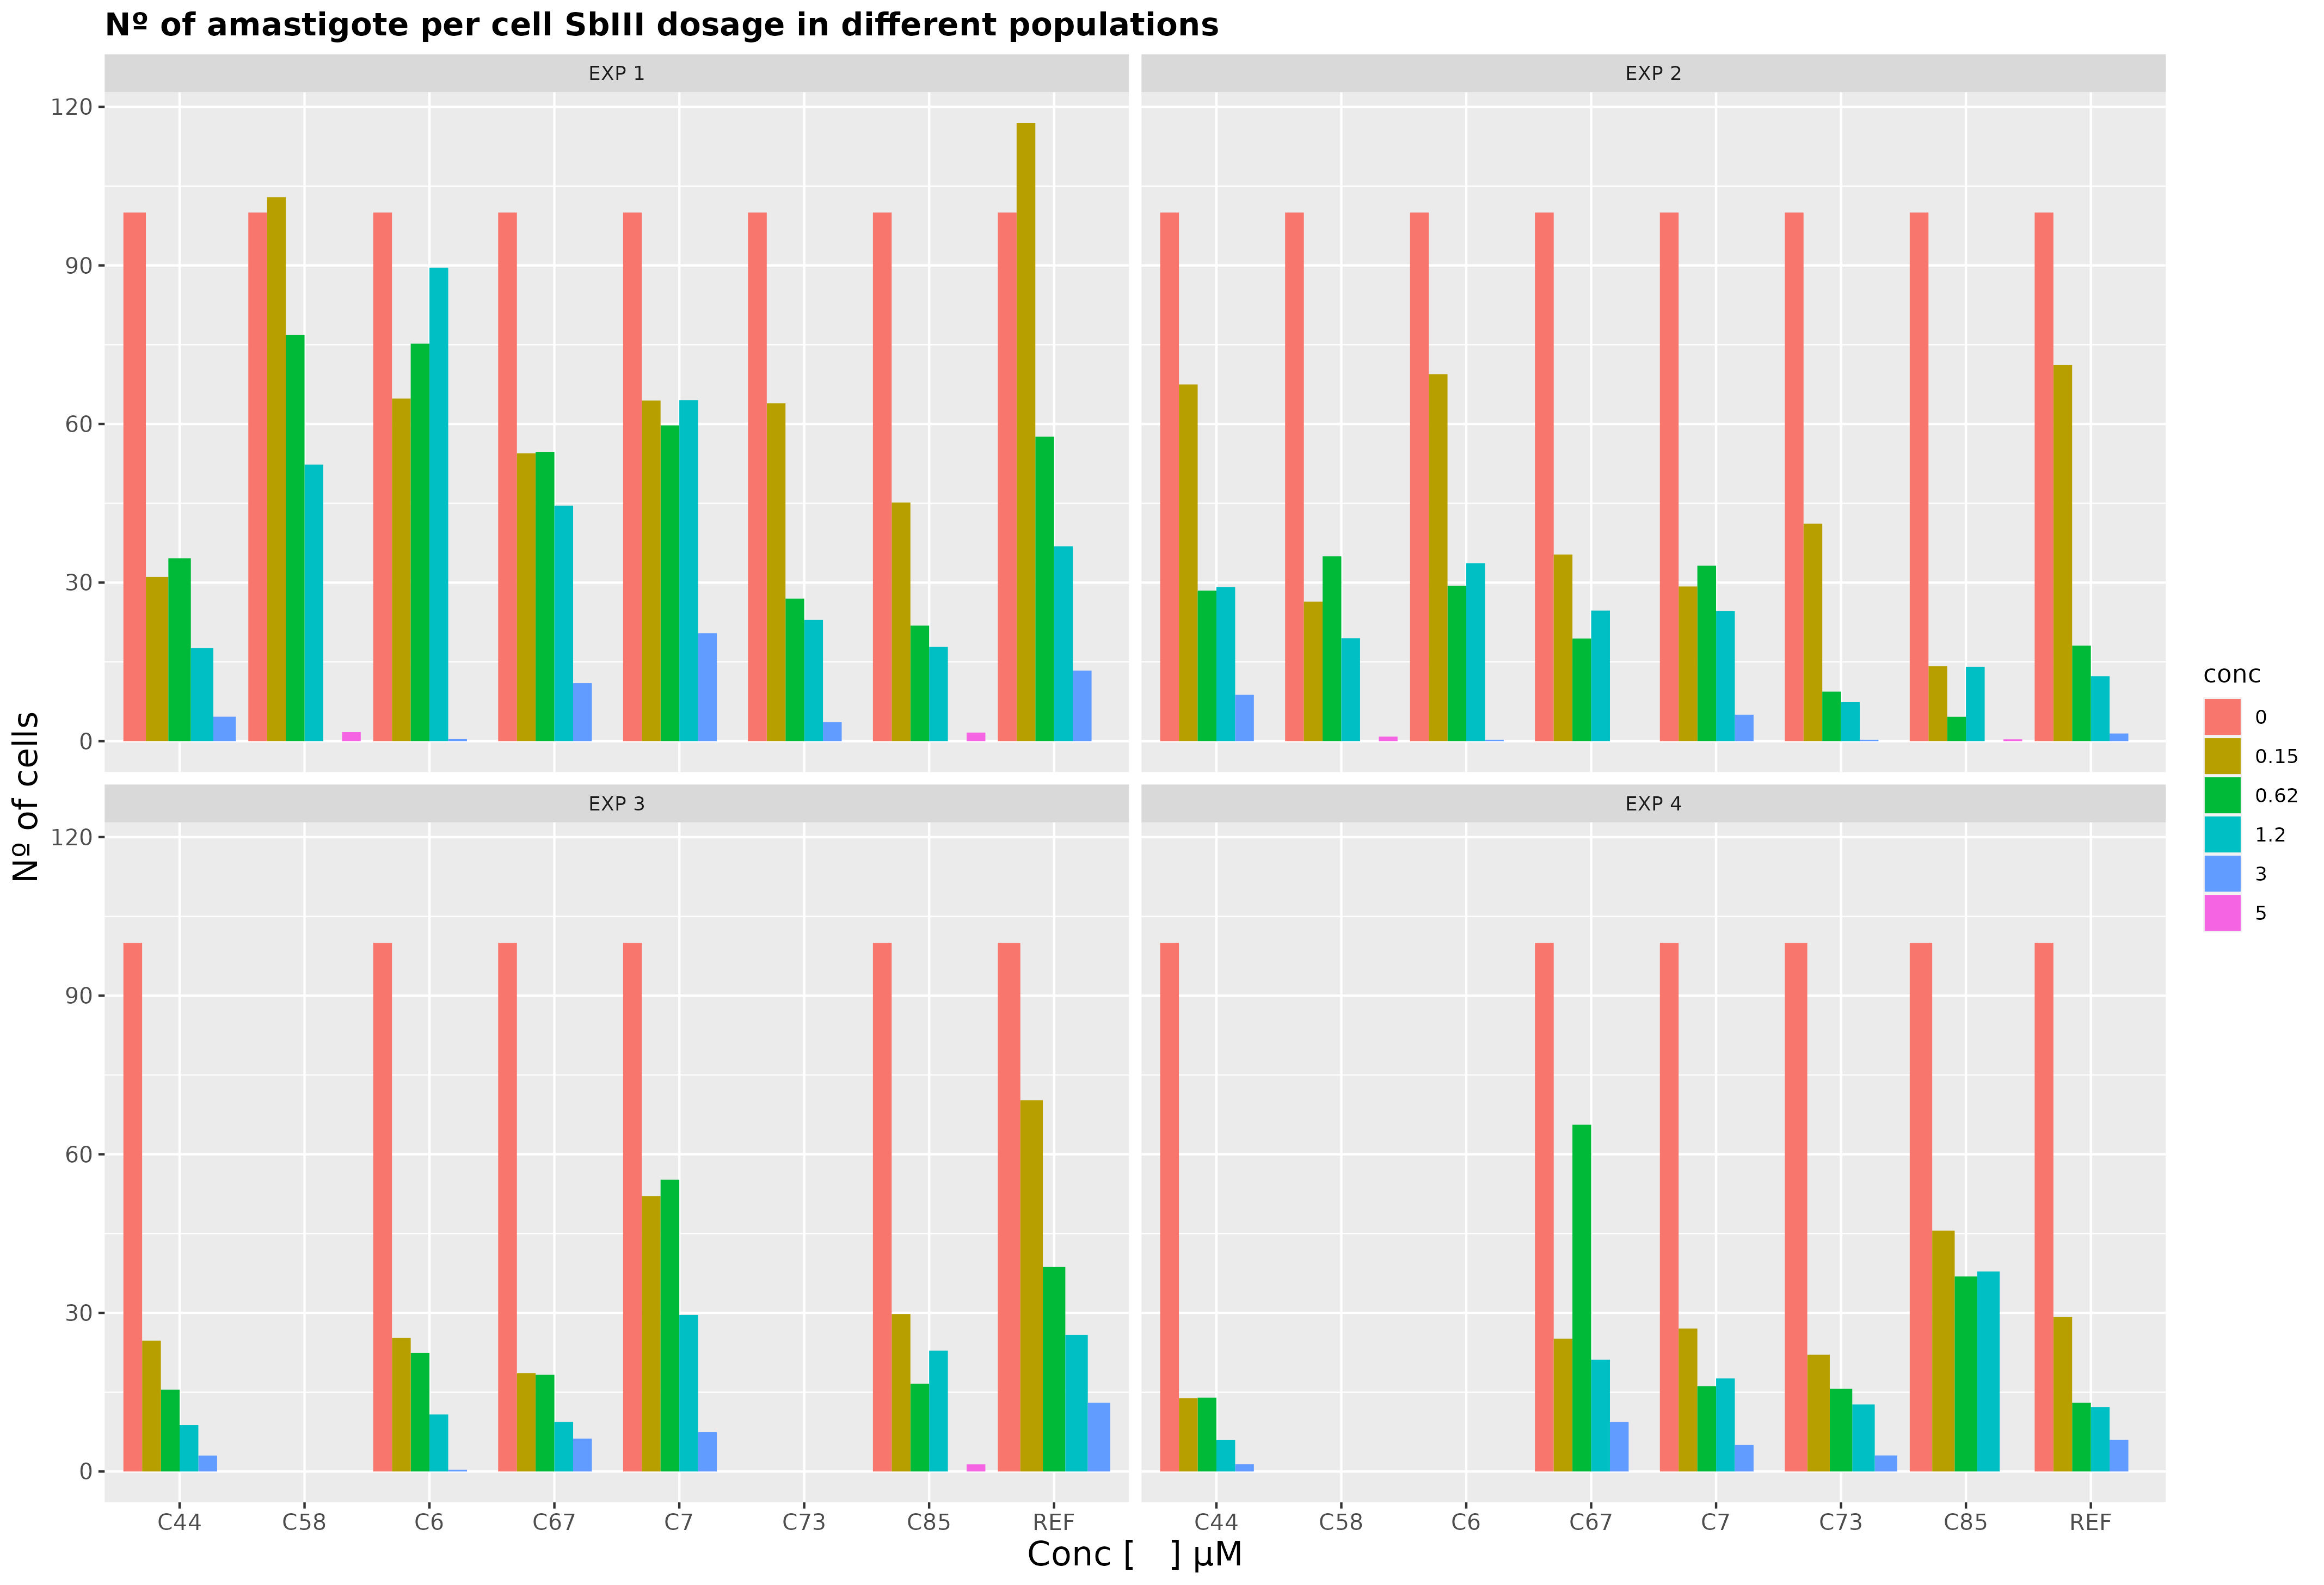 Nº of amastigote per cell SbIII dosage in different populations
EXP 1
EXP 2
120
90
60
30
0
EXP 3
EXP 4
120
90
60
30
0
Nº of cells
C44 C58 C6 C67 C7 C73 C85 REF
C44 C58 C6 C67 C7 C73 C85 REF
Conc [ ] µM
conc
0
0.15
0.62
1.2
3
5